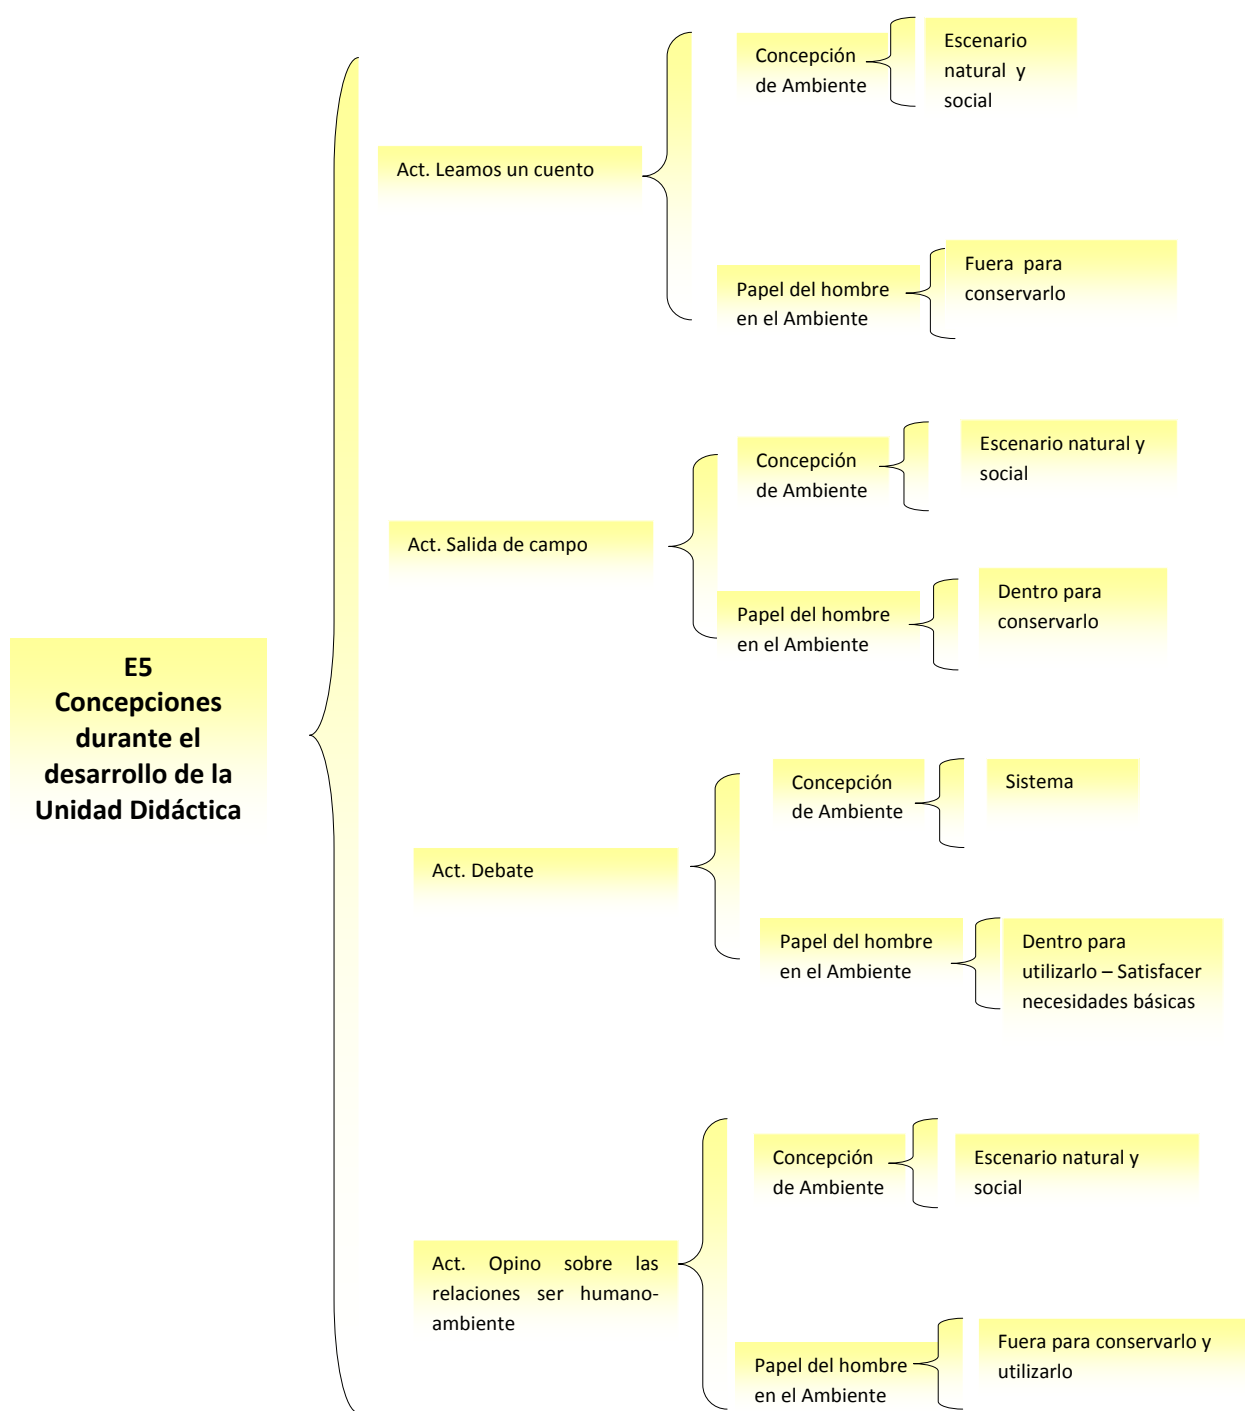 Concepción
de Ambiente
Escenario
natural y
social
Act. Leamos un cuento
Papel del hombre
en el Ambiente
Fuera para
conservarlo
Concepción
de Ambiente
Escenario natural y
social
Act. Salida de campo
Papel del hombre
en el Ambiente
Dentro para
conservarlo
E5
Concepciones
durante el
desarrollo de la
Unidad Didáctica
Concepción
de Ambiente
Sistema
Act. Debate
Papel del hombre
en el Ambiente
Dentro para
utilizarlo – Satisfacer
necesidades básicas
Concepción
de Ambiente
Escenario natural y
social
Act. Opino sobre las
relaciones ser humano-
ambiente
Papel del hombre
en el Ambiente
Fuera para conservarlo y
utilizarlo